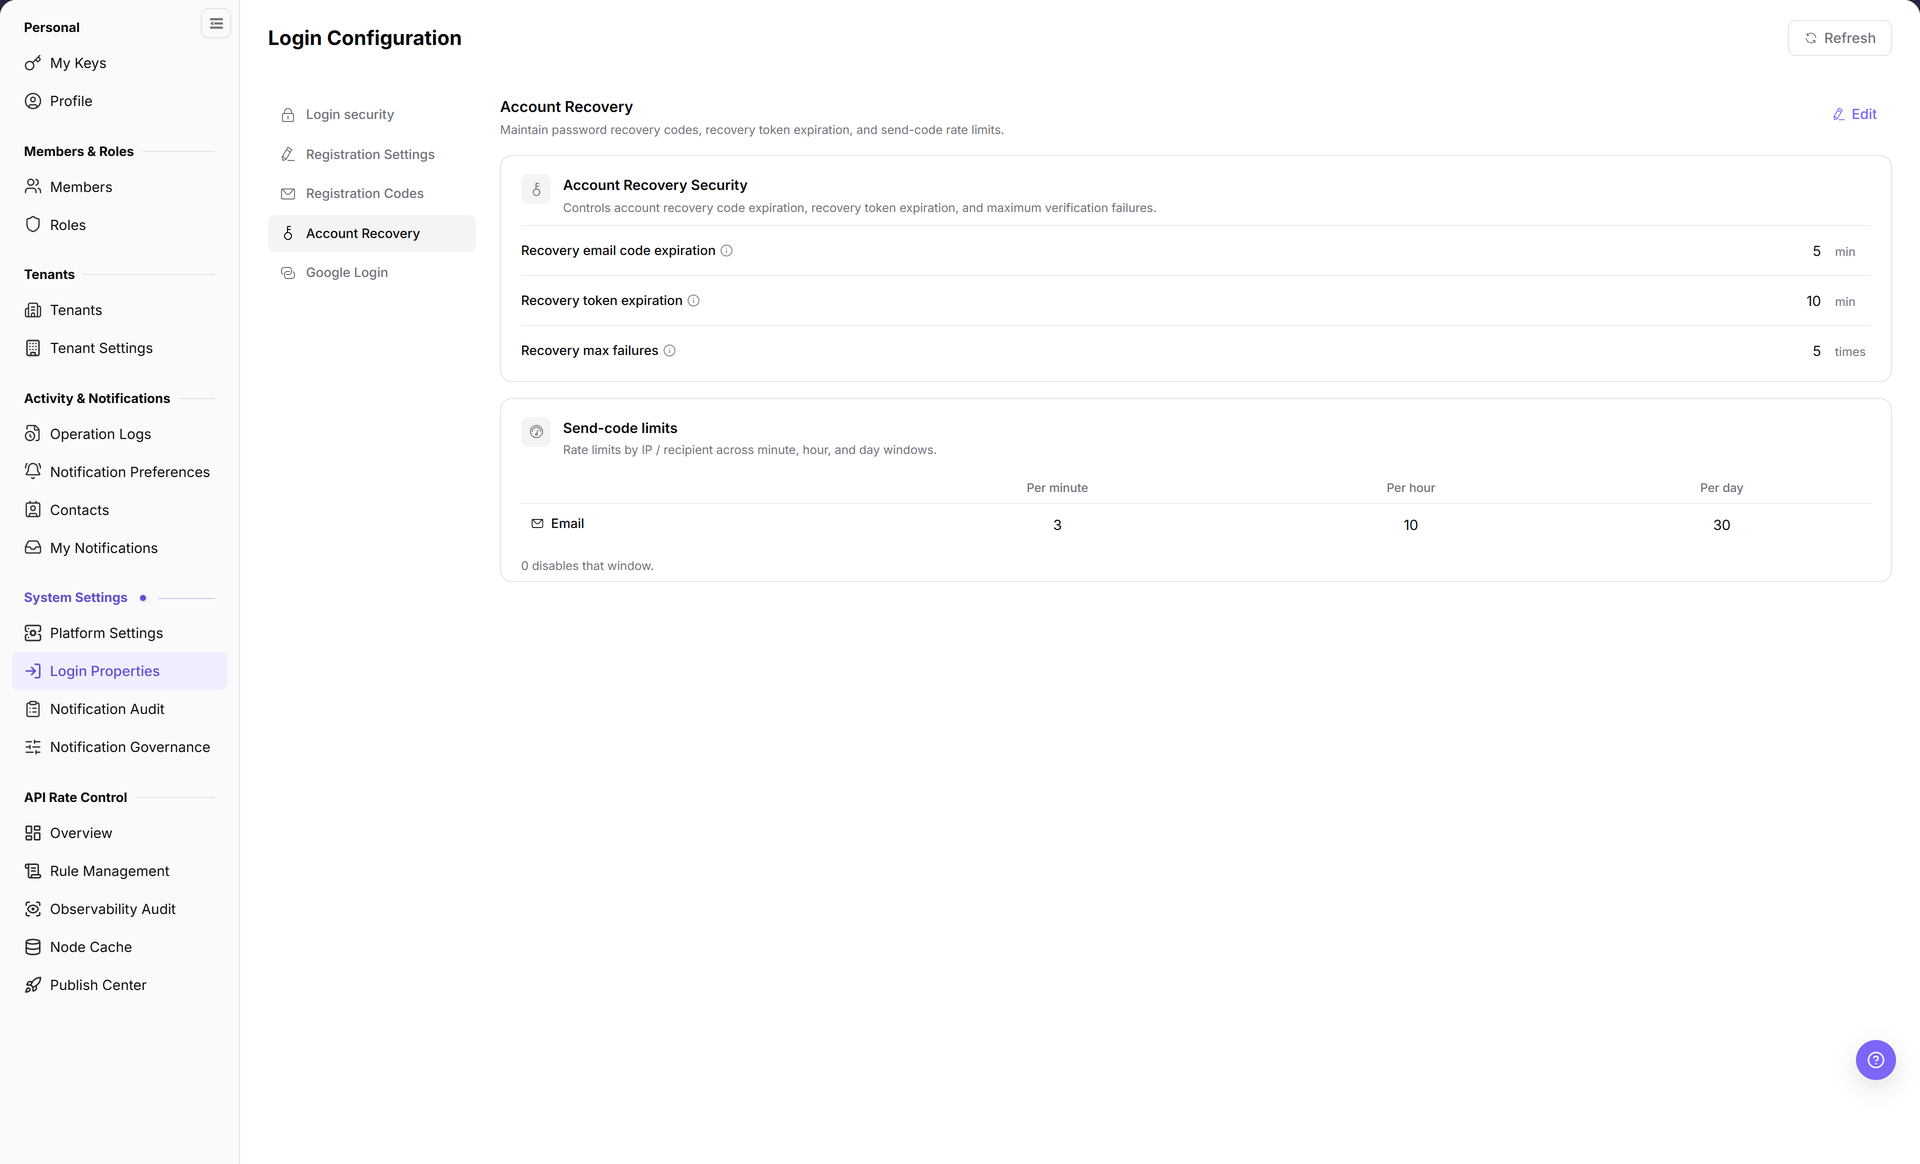 Personal
My Keys
Profile
Members & Roles
Members
Roles
Tenants
Tenants
Tenant Settings
Activity & Notifications
Operation Logs
Notification Preferences
Contacts
My Notifications
System Settings
Platform Settings
Login Properties
Notification Audit
Notification Governance
API Rate Control
Overview
Rule Management
Observability Audit
Node Cache
Publish Center
Login Configuration
Refresh
Login security
Registration Settings
Registration Codes
Account Recovery
Google Login
Account Recovery
Edit
Maintain password recovery codes, recovery token expiration, and send-code rate limits.
Account Recovery Security
Controls account recovery code expiration, recovery token expiration, and maximum verification failures.
Recovery email code expiration 5 min
Recovery token expiration 10 min
Recovery max failures 5 times
Send-code limits
Rate limits by IP / recipient across minute, hour, and day windows.
Per minute Per hour Per day
Email 3 10 30
0 disables that window.